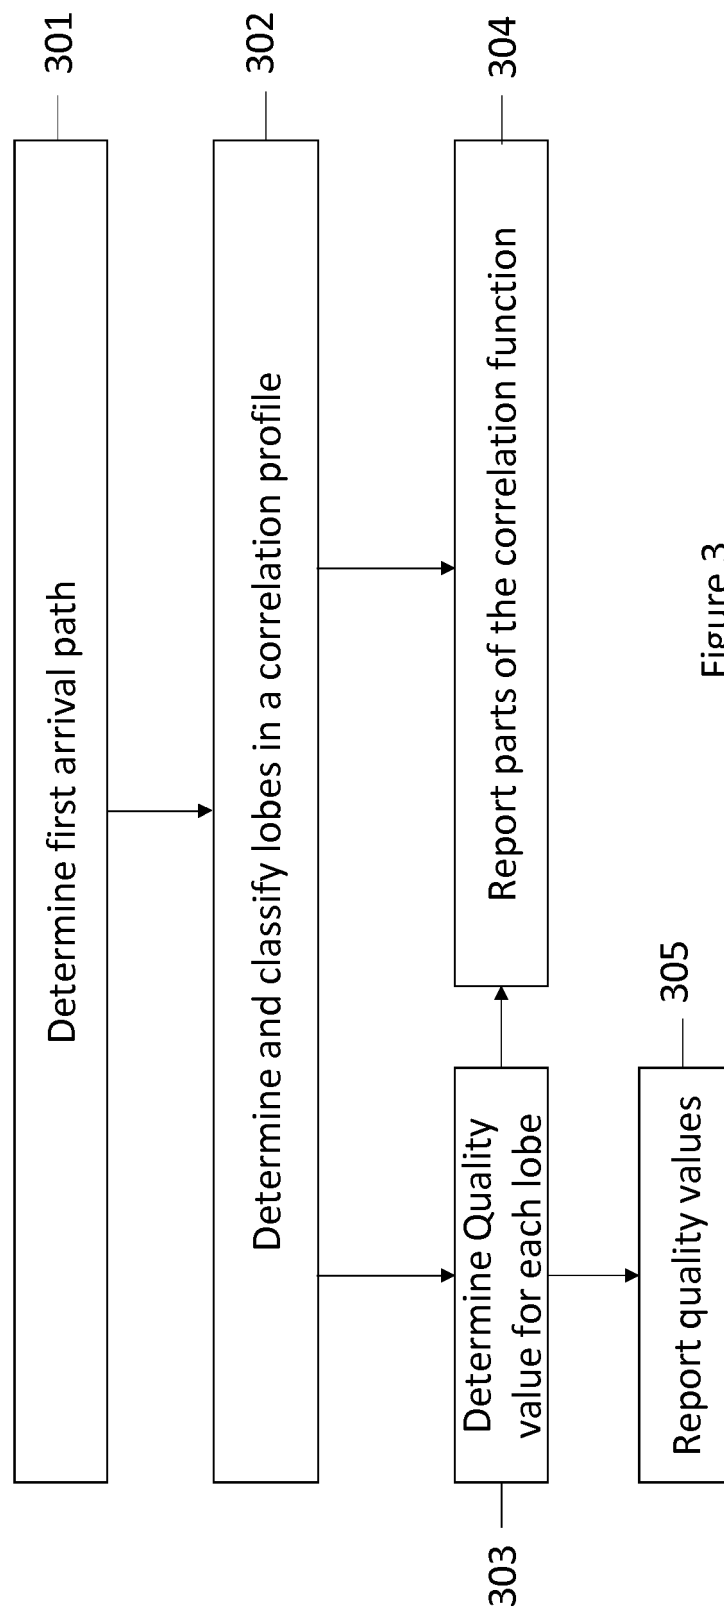 Determine first arrival path
301
Determine and classify lobes in a correlation profile
302
303
Determine Quality
value for each lobe
Report parts of the correlation function
304
Report quality values
305
Figure 3